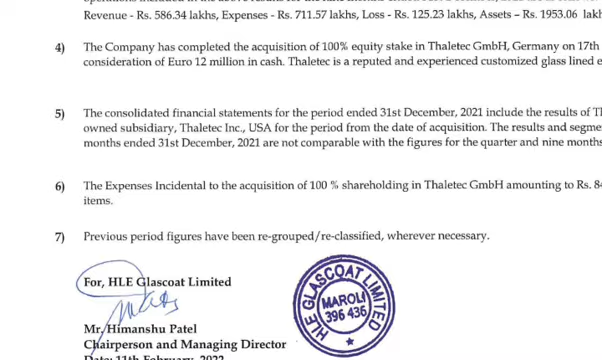 Revenue - Rs. 586.34 lakhs, Expenses - Rs. 711.57 lakhs, Loss - Rs. 125.23 lakhs, Assets – Rs. 1953.06 lakh
4) The Company has completed the acquisition of 100% equity stake in Thaletec GmbH, Germany on 17th
consideration of Euro 12 million in cash. Thaletec is a reputed and experienced customized glass lined e
5) The consolidated financial statements for the period ended 31st December, 2021 include the results of Th
owned subsidiary, Thaletec Inc., USA for the period from the date of acquisition. The results and segme
months ended 31st December, 2021 are not comparable with the figures for the quarter and nine months
6) The Expenses Incidental to the acquisition of 100 % shareholding in Thaletec GmbH amounting to Rs. 84
items.
7) Previous period figures have been re-grouped/re-classified, wherever necessary.
For, HLE Glascoat Limited
HLE GLASCOAT LIMITED
MAROLI
396 436
Mr. Himanshu Patel
Chairperson and Managing Director
Date: 11th February, 2022